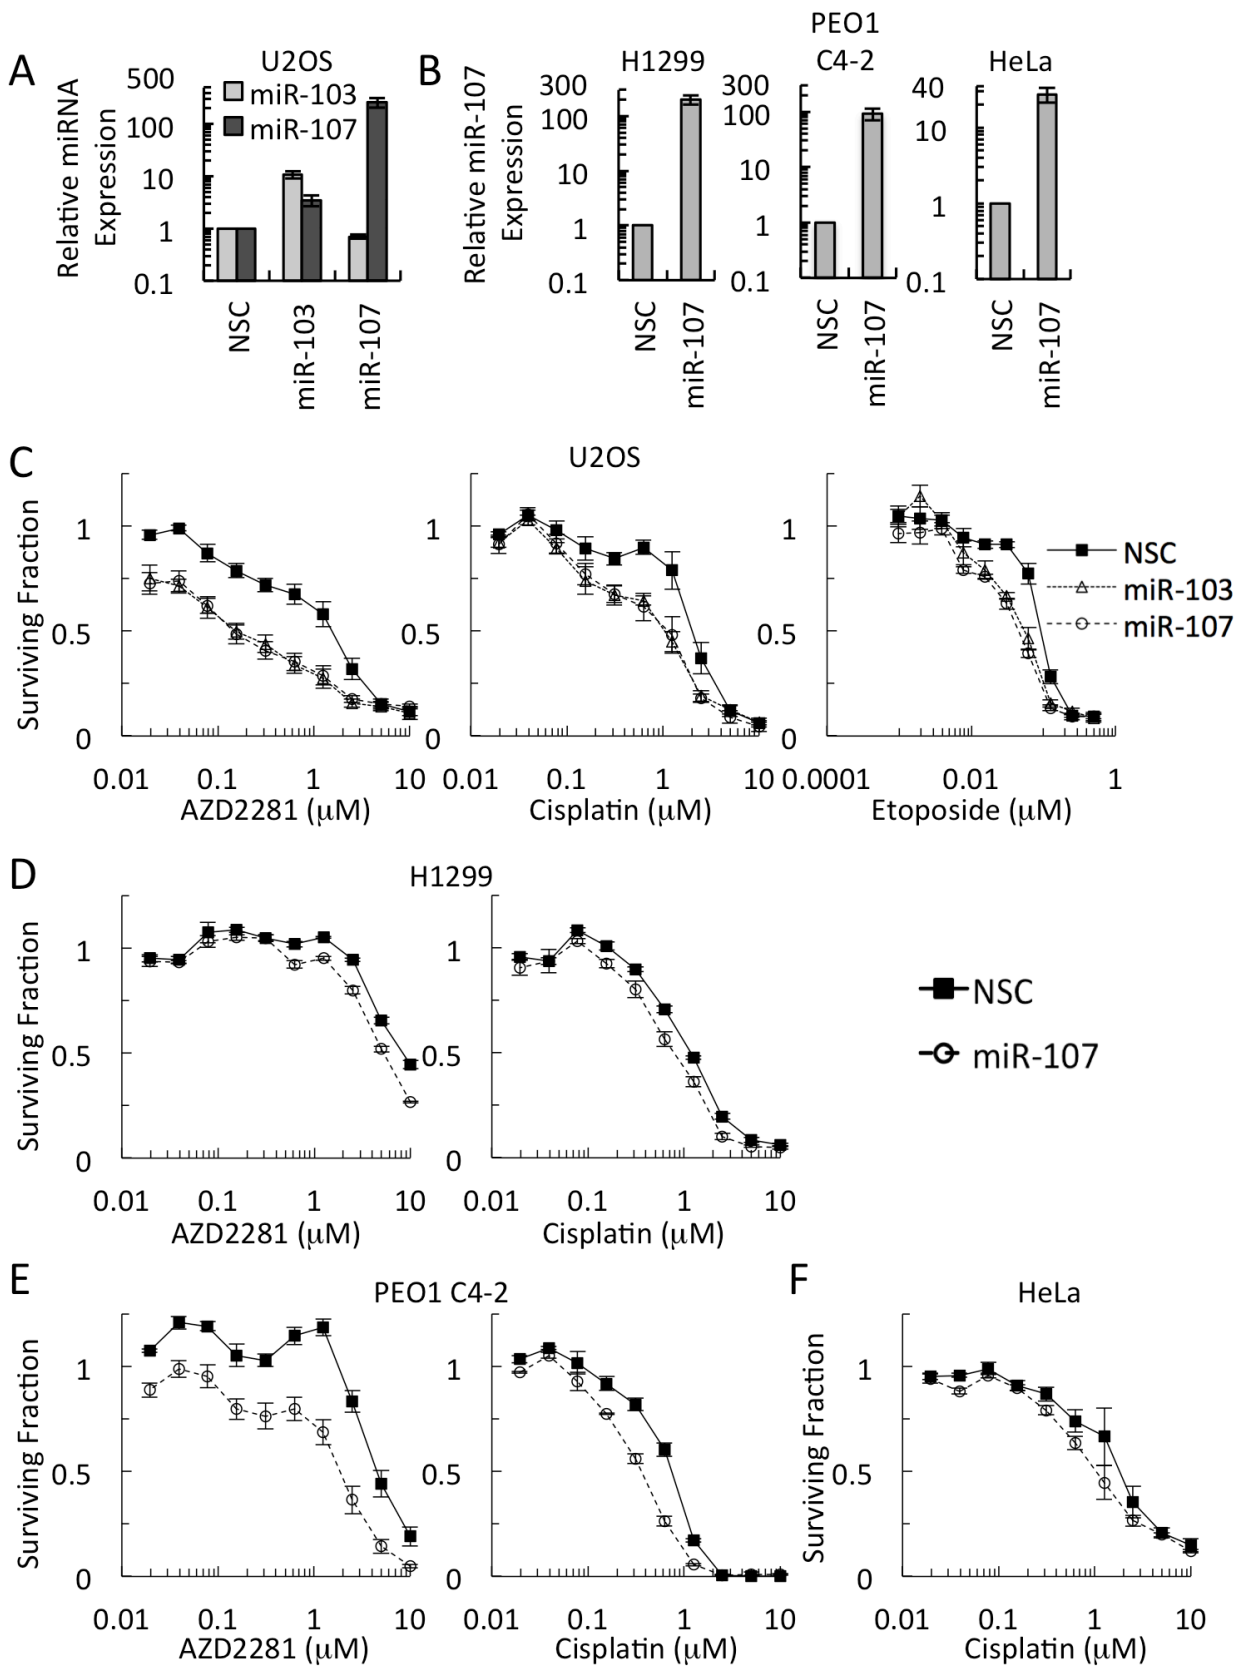 A
U2OS
Relative miRNA
Expression
500
100
10
1
0.1
miR-103
miR-107
NSC
miR-103
miR-107
B
Relative miR-107
Expression
H1299
300
100
10
1
0.1
NSC
miR-107
PEO1
C4-2
300
100
10
1
0.1
NSC
miR-107
HeLa
40
10
1
0.1
NSC
miR-107
C
U2OS
Surviving Fraction
1
0.5
0
0.01 0.1 1 10
AZD2281 (μM)
1
0.5
0
0.01 0.1 1 10
Cisplatin (μM)
1
0.5
0
0.0001 0.01 1
Etoposide (μM)
NSC
miR-103
miR-107
D
H1299
Surviving Fraction
1
0.5
0
0.01 0.1 1 10
AZD2281 (μM)
1
0.5
0
0.01 0.1 1 10
Cisplatin (μM)
NSC
miR-107
E
PEO1 C4-2
Surviving Fraction
1
0.5
0
0.01 0.1 1 10
AZD2281 (μM)
1
0.5
0
0.01 0.1 1 10
Cisplatin (μM)
F
HeLa
Surviving Fraction
1
0.5
0
0.01 0.1 1 10
Cisplatin (μM)